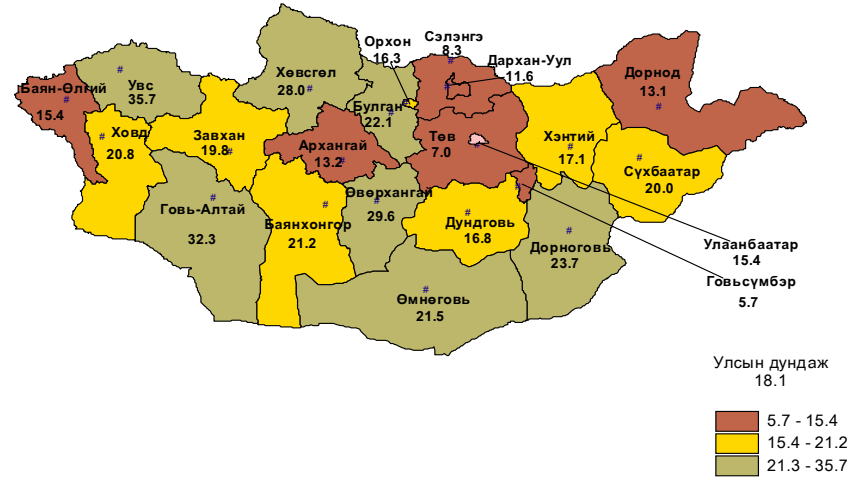 Орхон
16.3
Сэлэнгэ
8.3
Дархан-Уул
11.6
Хөвсгөл
28.0
Дорнод
13.1
Увс
35.7
Баян-Өлгий
15.4
Булган
22.1
Ховд
20.8
Завхан
19.8
Архангай
13.2
Төв
7.0
Хэнтий
17.1
Сүхбаатар
20.0
Говь-Алтай
32.3
Баянхонгор
21.2
Өвөрхангай
29.6
Дундговь
16.8
Дорноговь
23.7
Улаанбаатар
15.4
Говьсүмбэр
5.7
Өмнөговь
21.5
Улсын дундаж
18.1
5.7 - 15.4
15.4 - 21.2
21.3 - 35.7